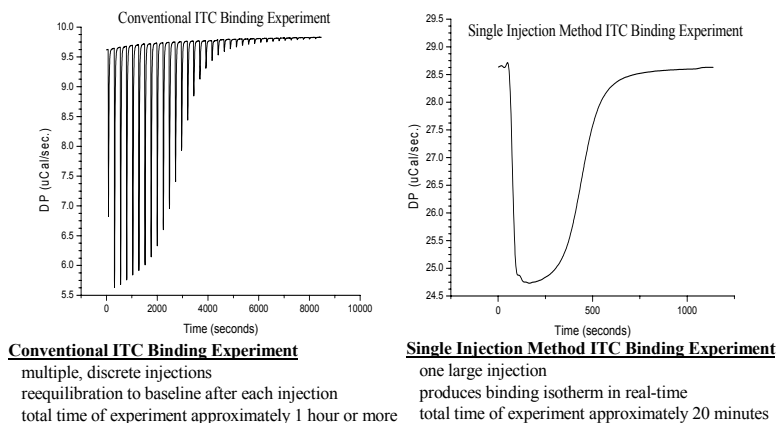 Conventional ITC Binding Experiment
10.0
9.5
9.0
8.5
8.0
7.5
7.0
6.5
6.0
5.5
DP (uCal/sec.)
0 2000 4000 6000 8000 10000
Time (seconds)
Single Injection Method ITC Binding Experiment
29.5
29.0
28.5
28.0
27.5
27.0
26.5
26.0
25.5
25.0
24.5
DP (uCal/sec.)
0 500 1000
Time (seconds)
Conventional ITC Binding Experiment
multiple, discrete injections
reequilibration to baseline after each injection
total time of experiment approximately 1 hour or more
Single Injection Method ITC Binding Experiment
one large injection
produces binding isotherm in real-time
total time of experiment approximately 20 minutes